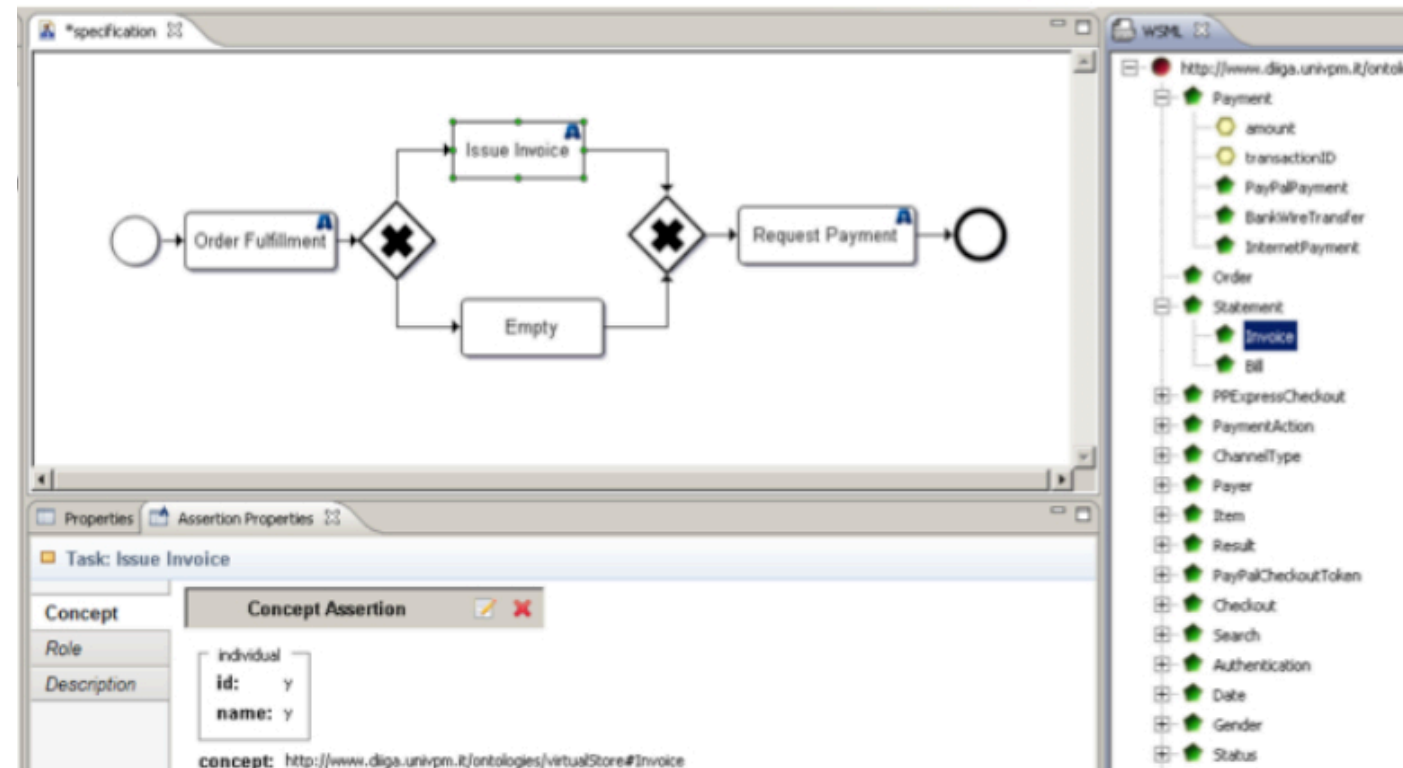 *specification
Issue Invoice
Order Fulfillment
Request Payment
Empty
Properties
Assertion Properties
Task: Issue Invoice
Concept
Role
Description
Concept Assertion
individual
id: y
name: y
concept: http://www.diiga.univpm.it/ontologies/virtualStore#Invoice
WSML
http://www.diiga.univpm.it/ontol
Payment
amount
transactionID
PayPalPayment
BankWireTransfer
InternetPayment
Order
Statement
Invoice
Bill
PPExpressCheckout
PaymentAction
ChannelType
Payer
Item
Result
PayPalCheckoutToken
Checkout
Search
Authentication
Date
Gender
Status